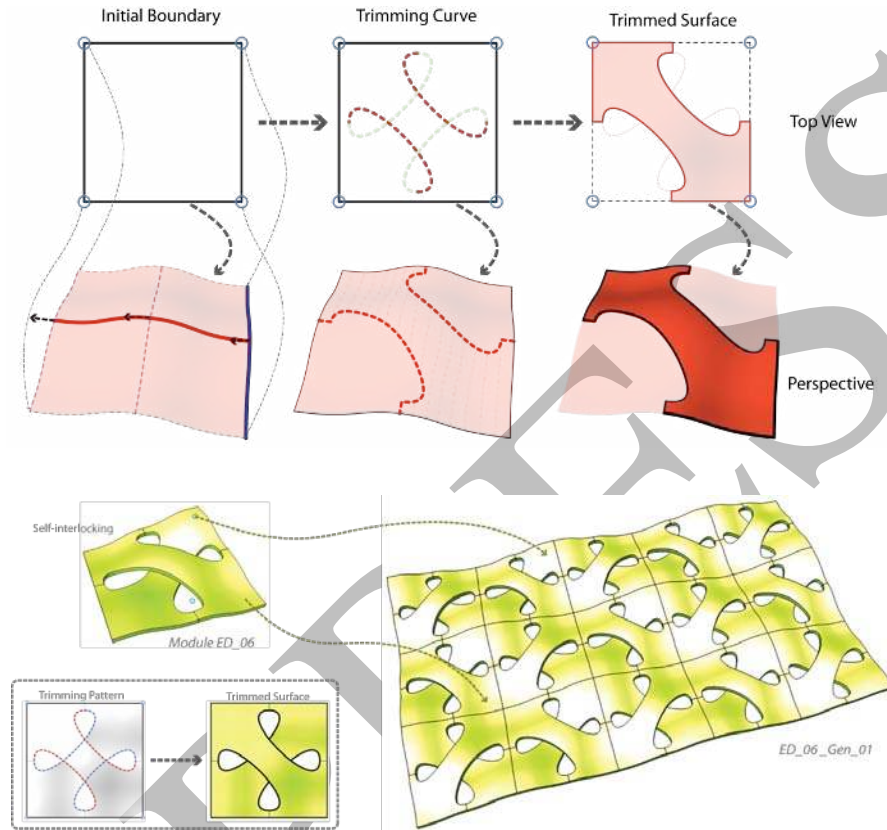 Initial Boundary
Trimming Curve
Trimmed Surface
Top View
Perspective
Self-interlocking
Module ED_06
Trimming Pattern
Trimmed Surface
ED_06_Gen_01